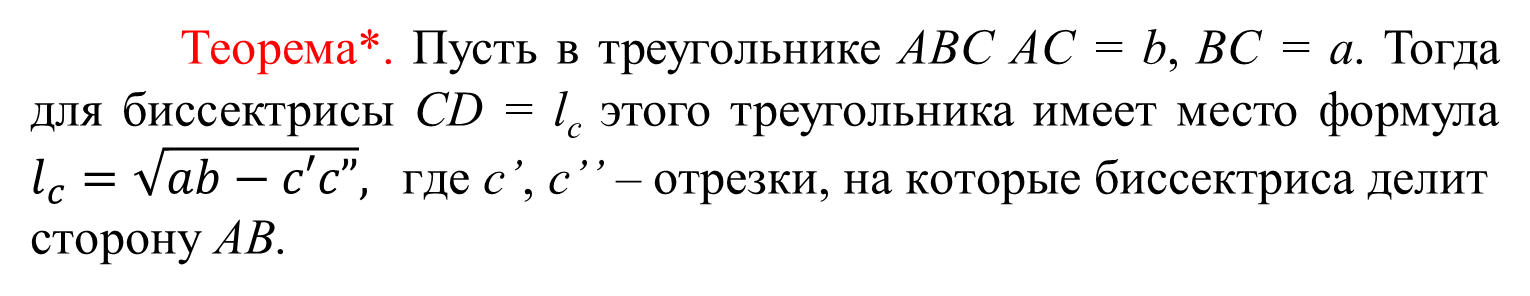 Теорема*. Пусть в треугольнике ABC AC = b, BC = a. Тогда
для биссектрисы CD = l_c этого треугольника имеет место формула
l_c = √(ab − c′c”), где c’, c’’ – отрезки, на которые биссектриса делит
сторону AB.